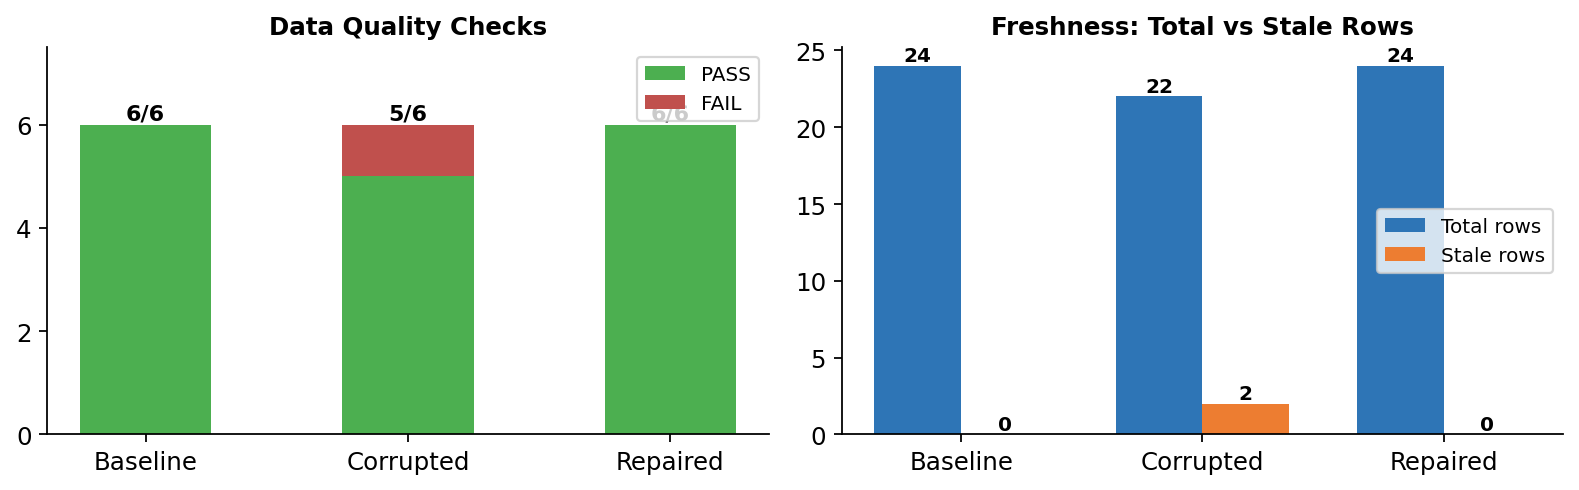 Data Quality Checks
PASS
FAIL
6/6
5/6
6/6
6
4
2
0
Baseline
Corrupted
Repaired
Freshness: Total vs Stale Rows
25
20
15
10
5
0
24
0
22
2
24
0
Total rows
Stale rows
Baseline
Corrupted
Repaired